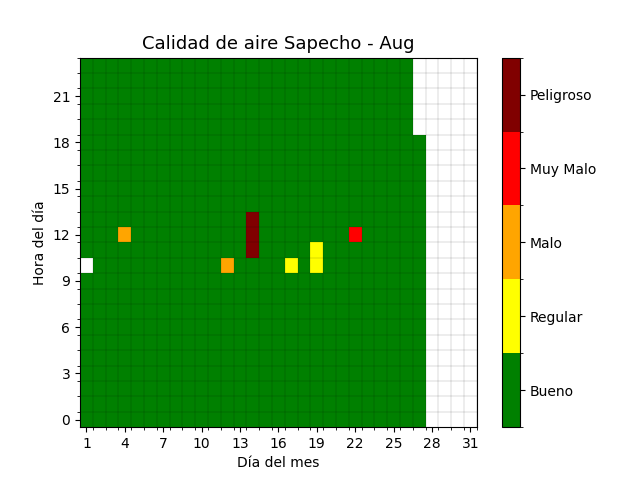 Calidad de aire Sapecho - Aug
Hora del día
21
18
15
12
9
6
3
0
1 4 7 10 13 16 19 22 25 28 31
Día del mes
Peligroso
Muy Malo
Malo
Regular
Bueno